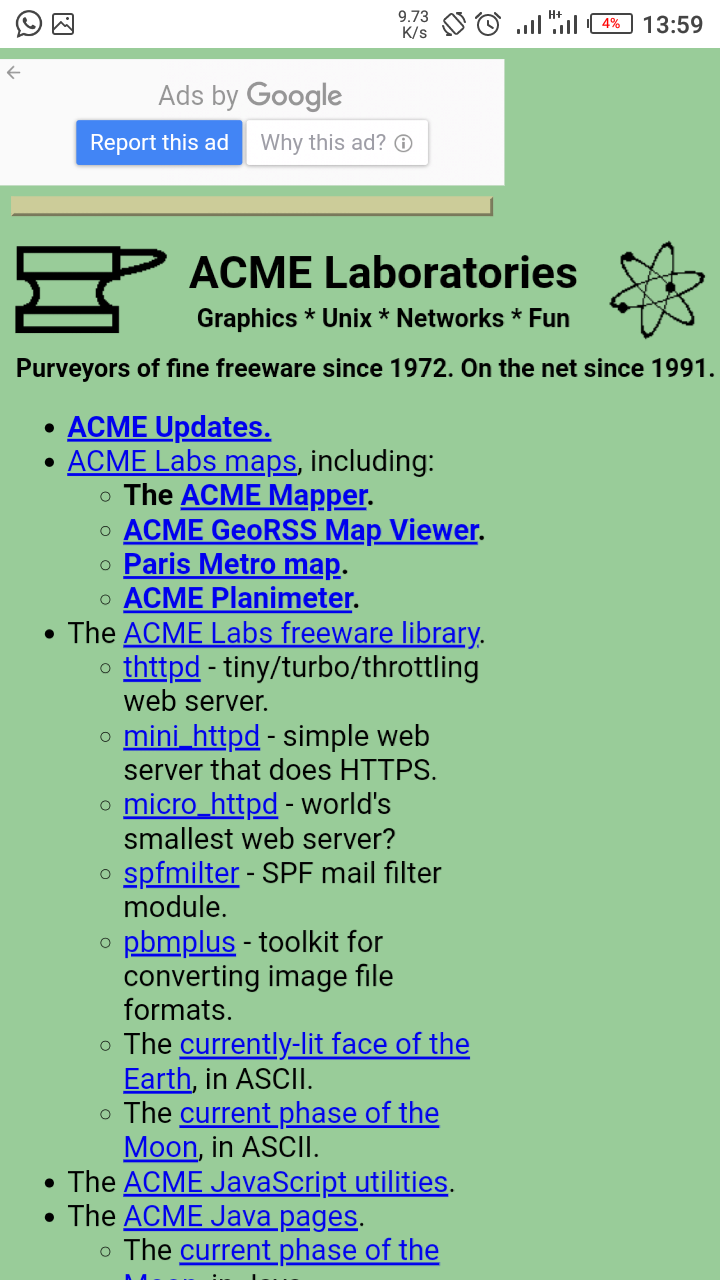 9.73
K/s
H+
4%
13:59
Ads by Google
Report this ad
Why this ad?
ACME Laboratories
Graphics * Unix * Networks * Fun
Purveyors of fine freeware since 1972. On the net since 1991.
ACME Updates.
ACME Labs maps, including:
The ACME Mapper.
ACME GeoRSS Map Viewer.
Paris Metro map.
ACME Planimeter.
The ACME Labs freeware library.
thttpd - tiny/turbo/throttling
web server.
mini_httpd - simple web
server that does HTTPS.
micro_httpd - world's
smallest web server?
spfmilter - SPF mail filter
module.
pbmplus - toolkit for
converting image file
formats.
The currently-lit face of the
Earth, in ASCII.
The current phase of the
Moon, in ASCII.
The ACME JavaScript utilities.
The ACME Java pages.
The current phase of the